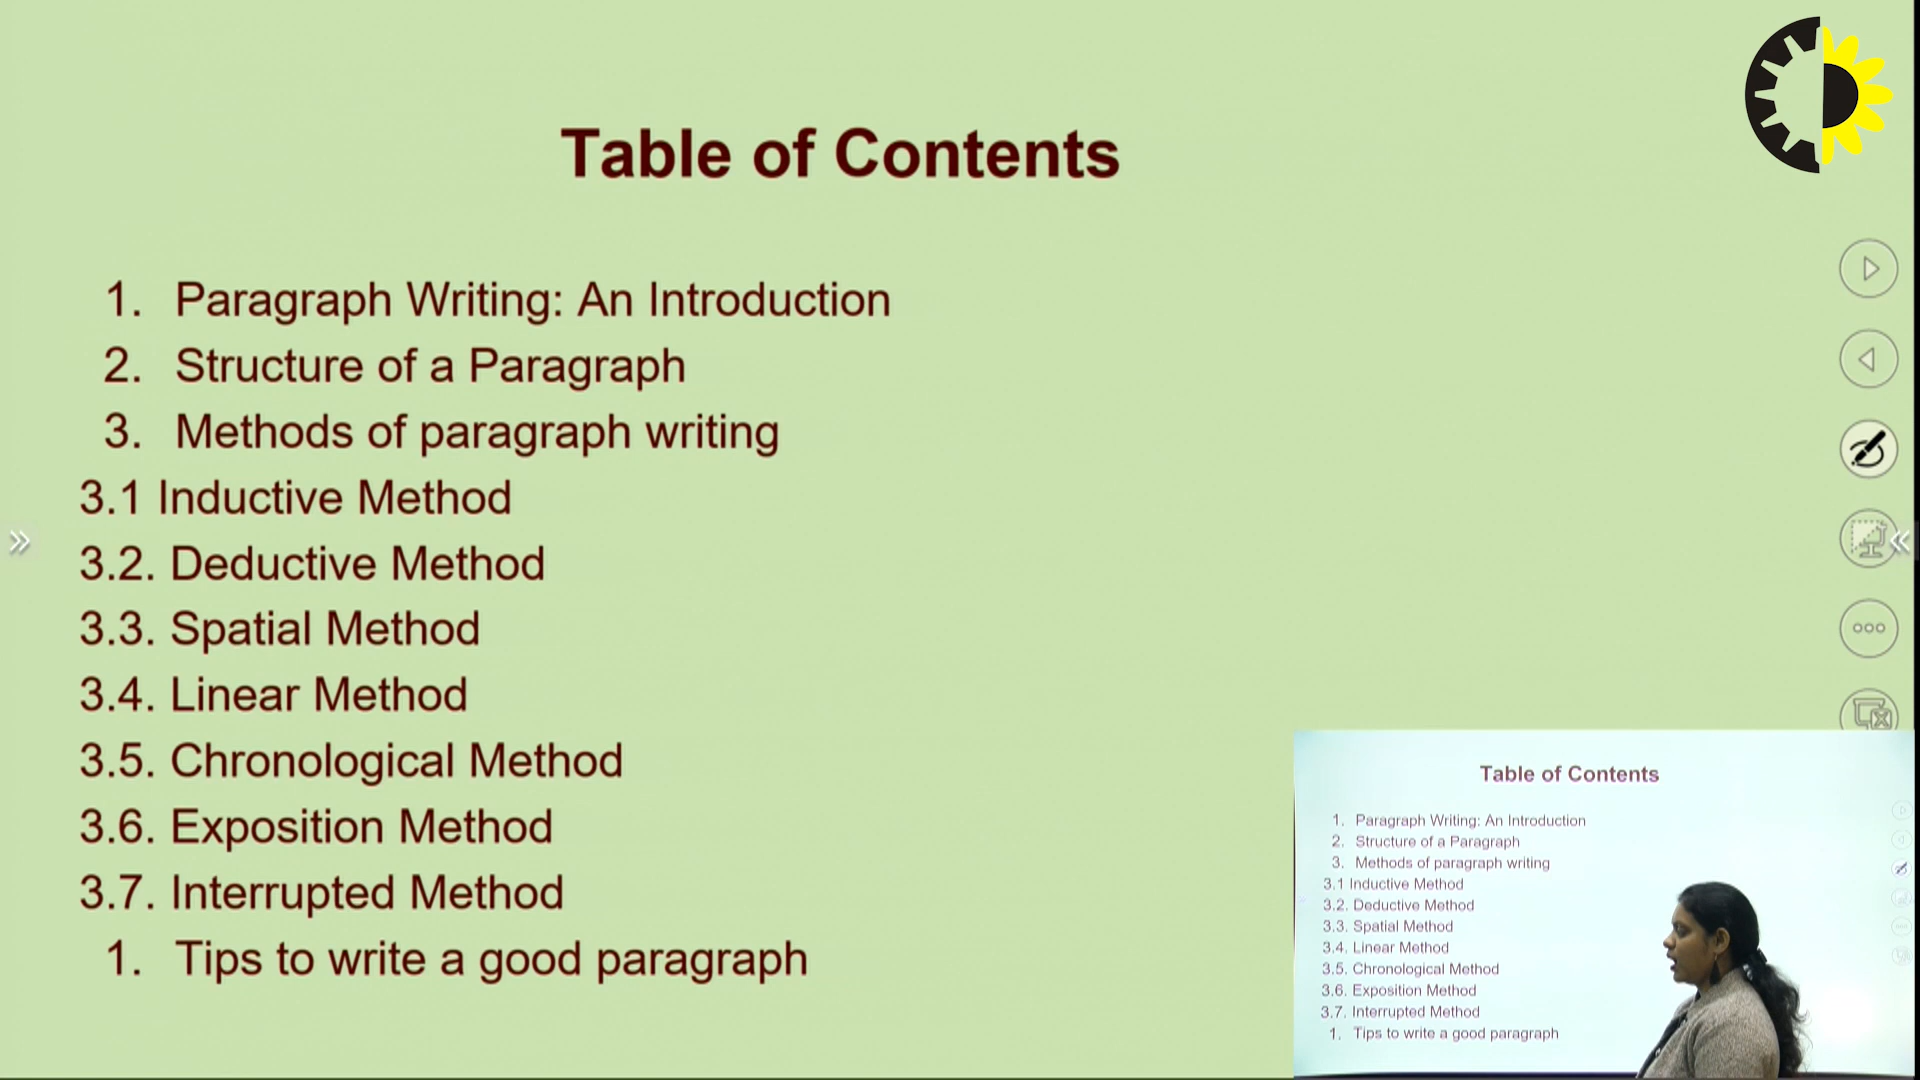 Table of Contents
1. Paragraph Writing: An Introduction
2. Structure of a Paragraph
3. Methods of paragraph writing
3.1 Inductive Method
3.2. Deductive Method
3.3. Spatial Method
3.4. Linear Method
3.5. Chronological Method
3.6. Exposition Method
3.7. Interrupted Method
1. Tips to write a good paragraph
Table of Contents
1. Paragraph Writing: An Introduction
2. Structure of a Paragraph
3. Methods of paragraph writing
3.1 Inductive Method
3.2. Deductive Method
3.3. Spatial Method
3.4. Linear Method
3.5. Chronological Method
3.6. Exposition Method
3.7. Interrupted Method
1. Tips to write a good paragraph